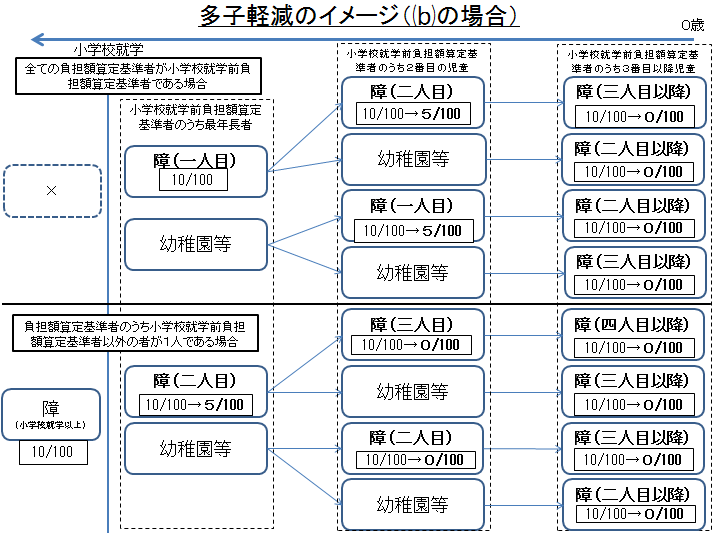 多子軽減のイメージ（(b)の場合）
０歳
小学校就学
全ての負担額算定基準者が小学校就学前負
担額算定基準者である場合
小学校就学前負担額算定
基準者のうち最年長者
小学校就学前負担額算定基
準者のうち２番目の児童
小学校就学前負担額算定基
準者のうち３番目以降児童
×
障（一人目）
10/100
幼稚園等
障（二人目）
10/100→５/100
幼稚園等
障（一人目）
10/100→５/100
幼稚園等
障（三人目以降）
10/100→０/100
障（二人目以降）
10/100→０/100
障（二人目以降）
10/100→０/100
障（三人目以降）
10/100→０/100
負担額算定基準者のうち小学校就学前負担
額算定基準者以外の者が１人である場合
障
（小学校就学以上）
10/100
障（二人目）
10/100→５/100
幼稚園等
障（三人目）
10/100→０/100
幼稚園等
障（二人目）
10/100→０/100
幼稚園等
障（四人目以降）
10/100→０/100
障（三人目以降）
10/100→０/100
障（三人目以降）
10/100→０/100
障（二人目以降）
10/100→０/100